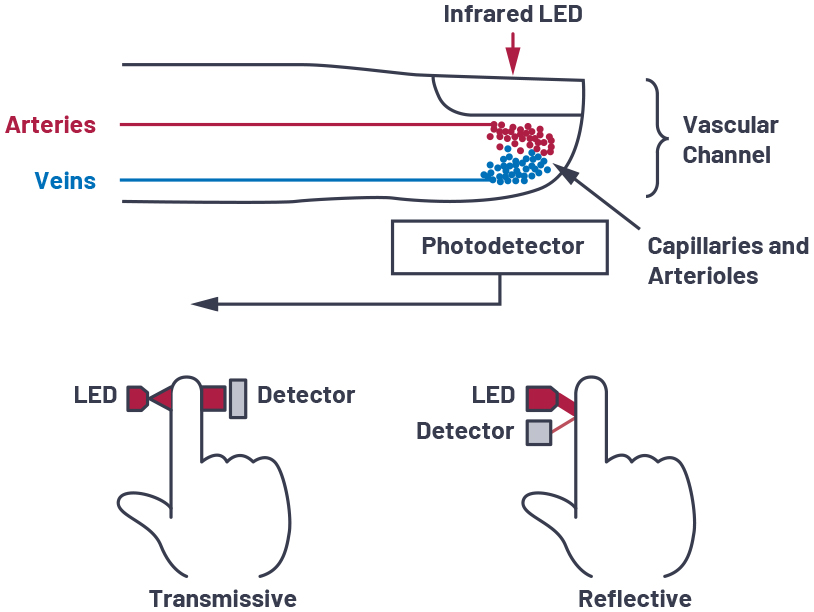 Infrared LED
Arteries
Vascular
Channel
Veins
Photodetector
Capillaries and
Arterioles
LED
Detector
LED
Detector
Transmissive
Reflective